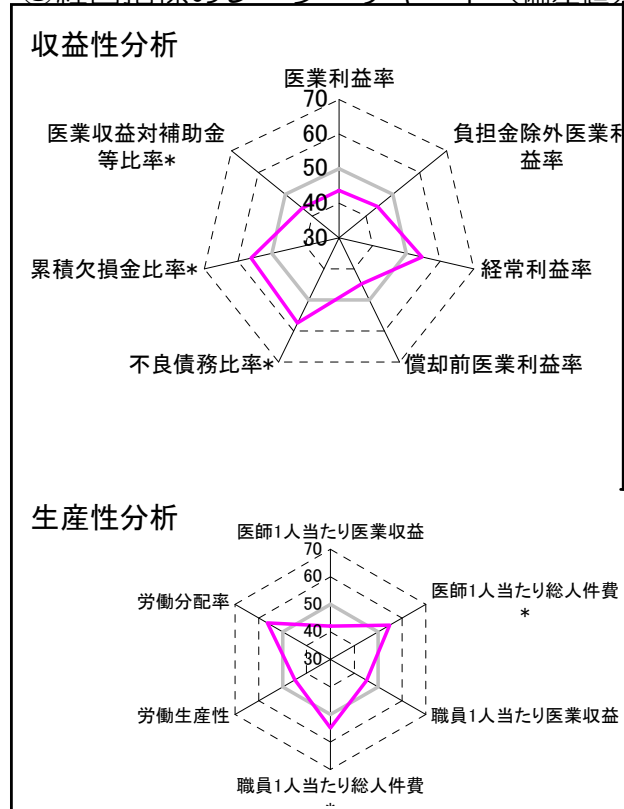 収益性分析
医業利益率
70
60
50
40
30
負担金除外医業利
益率
経常利益率
償却前医業利益率
不良債務比率*
累積欠損金比率*
医業収益対補助金
等比率*
生産性分析
医師1人当たり医業収益
70
60
50
40
30
医師1人当たり総人件費
*
職員1人当たり医業収益
職員1人当たり総人件費
*
労働生産性
労働分配率